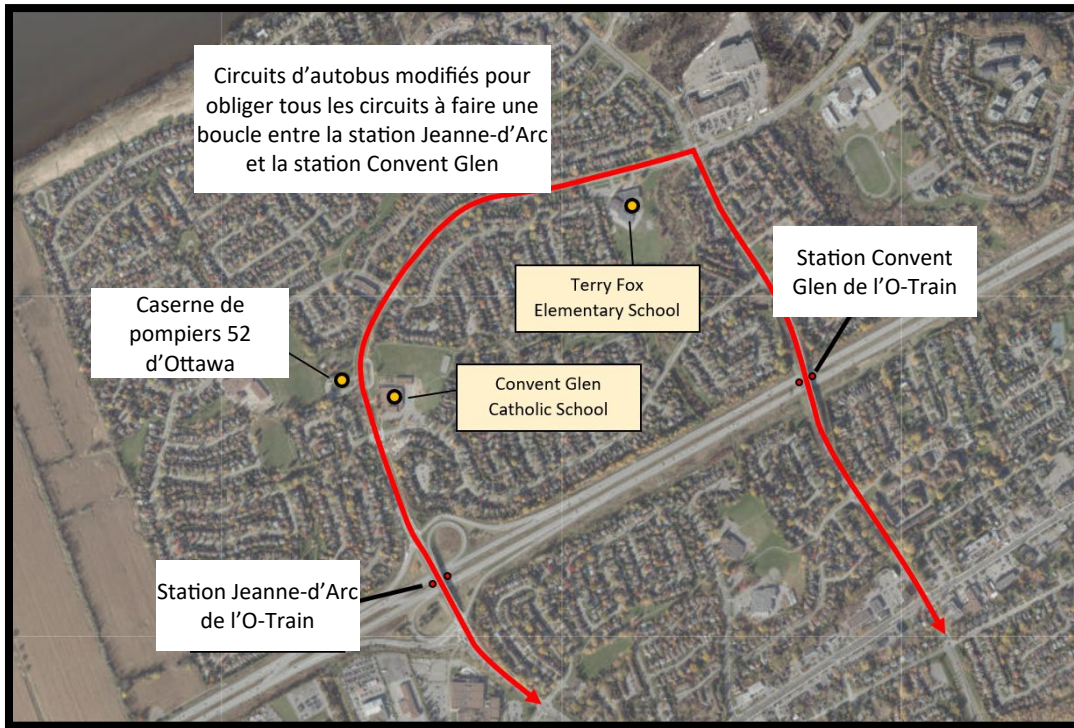 Circuits d'autobus modifiés pour
obliger tous les circuits à faire une
boucle entre la station Jeanne-d'Arc
et la station Convent Glen
Terry Fox
Elementary School
Station Convent
Glen de l'O-Train
Caserne de
pompiers 52
d'Ottawa
Convent Glen
Catholic School
Station Jeanne-d'Arc
de l'O-Train